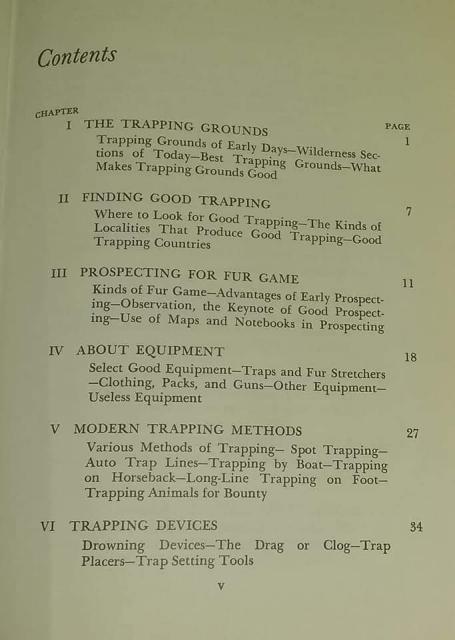 Contents
CHAPTER PAGE
I THE TRAPPING GROUNDS 1
Trapping Grounds of Early Days—Wilderness Sec-
tions of Today—Best Trapping Grounds—What
Makes Trapping Grounds Good
II FINDING GOOD TRAPPING 7
Where to Look for Good Trapping—The Kinds of
Localities That Produce Good Trapping—Good
Trapping Countries
III PROSPECTING FOR FUR GAME 11
Kinds of Fur Game—Advantages of Early Prospect-
ing—Observation, the Keynote of Good Prospect-
ing—Use of Maps and Notebooks in Prospecting
IV ABOUT EQUIPMENT 18
Select Good Equipment—Traps and Fur Stretchers
—Clothing, Packs, and Guns—Other Equipment—
Useless Equipment
V MODERN TRAPPING METHODS 27
Various Methods of Trapping— Spot Trapping—
Auto Trap Lines—Trapping by Boat—Trapping
on Horseback—Long-Line Trapping on Foot—
Trapping Animals for Bounty
VI TRAPPING DEVICES 34
Drowning Devices—The Drag or Clog—Trap
Placers—Trap Setting Tools
v